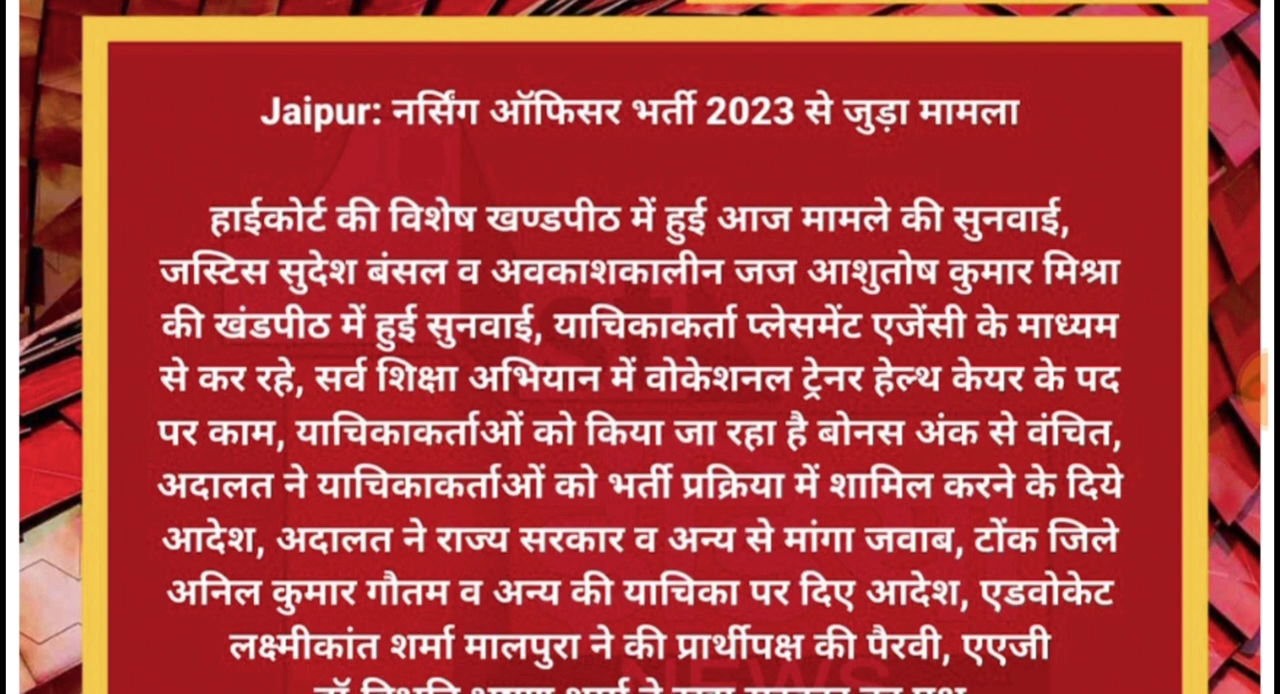 Jaipur: नर्सिंग ऑफिसर भर्ती 2023 से जुड़ा मामला
हाईकोर्ट की विशेष खण्डपीठ में हुई आज मामले की सुनवाई,
जस्टिस सुदेश बंसल व अवकाशकालीन जज आशुतोष कुमार मिश्रा
की खंडपीठ में हुई सुनवाई, याचिकाकर्ता प्लेसमेंट एजेंसी के माध्यम
से कर रहे, सर्व शिक्षा अभियान में वोकेशनल ट्रेनर हेल्थ केयर के पद
पर काम, याचिकाकर्ताओं को किया जा रहा है बोनस अंक से वंचित,
अदालत ने याचिकाकर्ताओं को भर्ती प्रक्रिया में शामिल करने के दिये
आदेश, अदालत ने राज्य सरकार व अन्य से मांगा जवाब, टोंक जिले
अनिल कुमार गौतम व अन्य की याचिका पर दिए आदेश, एडवोकेट
लक्ष्मीकांत शर्मा मालपुरा ने की प्रार्थीपक्ष की पैरवी, एएजी
NEWS